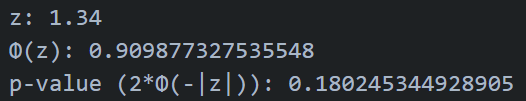 z: 1.34
Φ(z): 0.909877327535548
p-value (2*Φ(-|z|)): 0.180245344928905